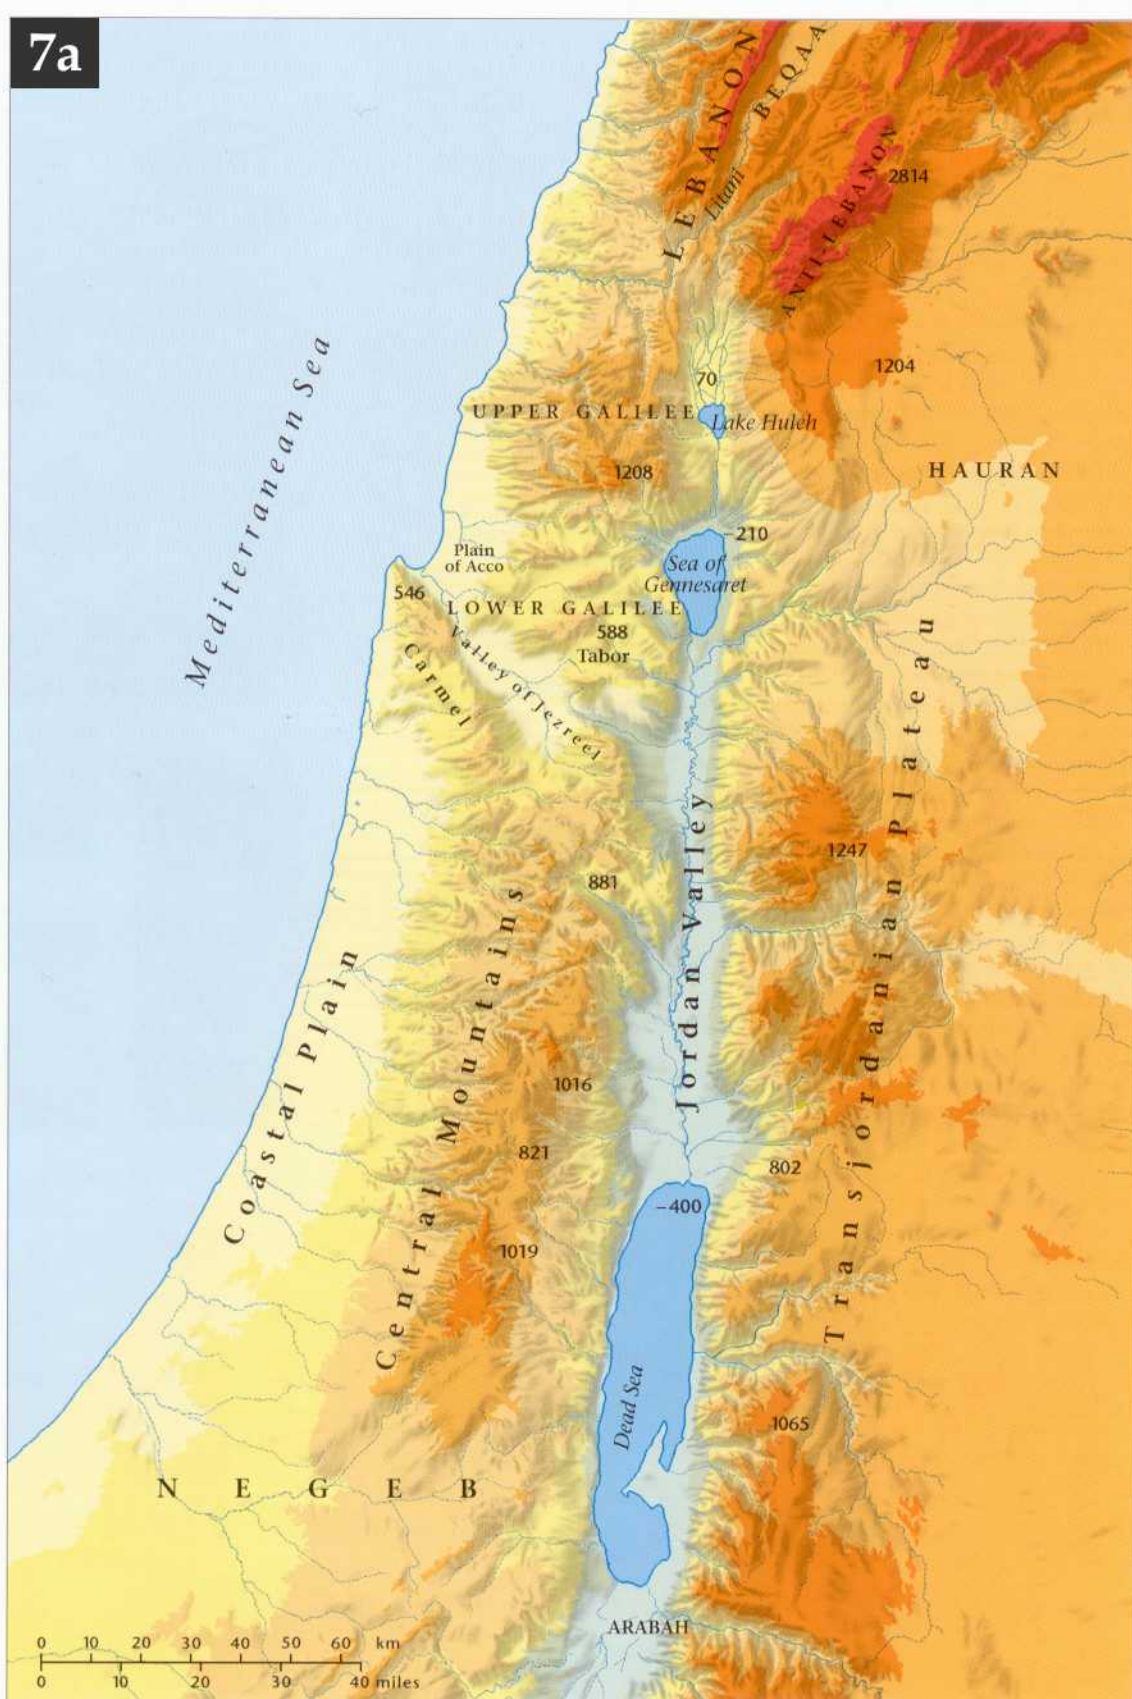 7a
LEBANON
BEQAA
Litani
ANTI-LEBANON
2814
1204
70
UPPER GALILEE
Lake Huleh
1208
HAURAN
Mediterranean Sea
-210
Plain
of Acco
Sea of
Gennesaret
546
LOWER GALILEE
588
Tabor
Carmel
Valley of Jezreel
Jordan Valley
Transjordanian Plateau
1247
881
Coastal Plain
Central Mountains
1016
821
802
–400
1019
Dead Sea
1065
NEGEB
ARABAH
0 10 20 30 40 50 60 km
0 10 20 30 40 miles